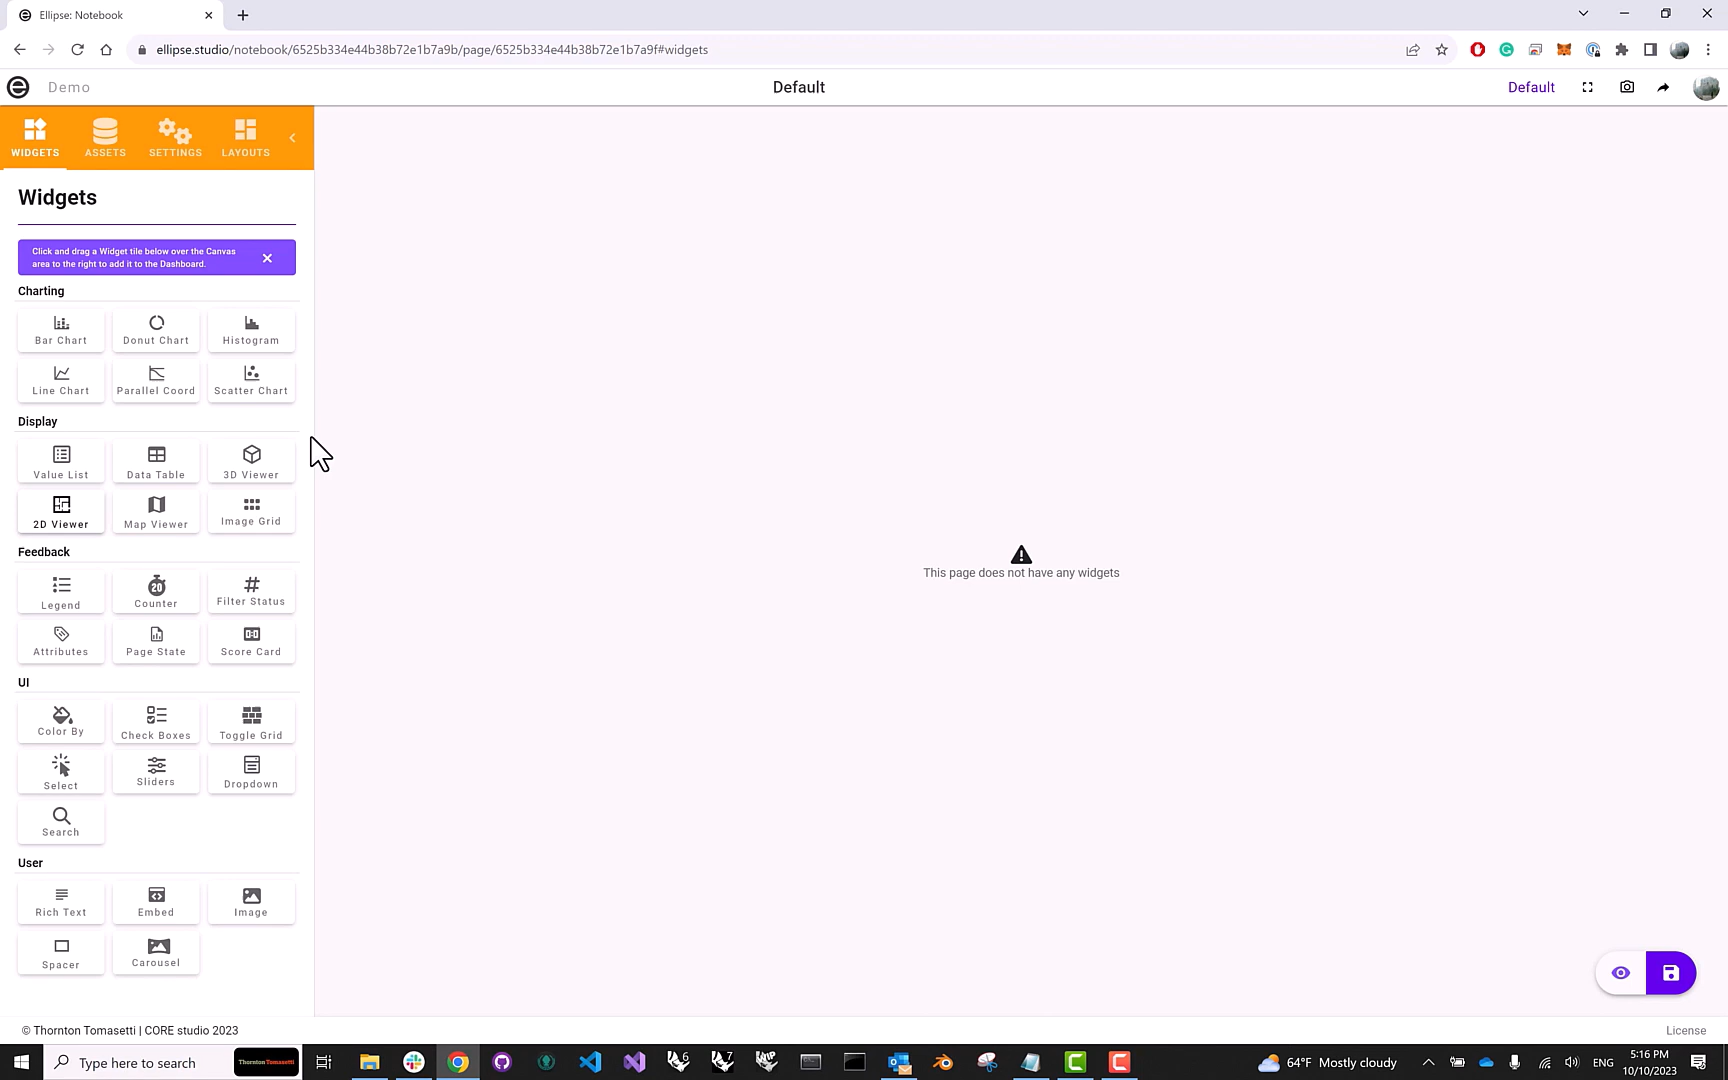 Ellipse: Notebook
ellipse.studio/notebook/6525b334e44b38b72e1b7a9b/page/6525b334e44b38b72e1b7a9f#widgets
Demo
Default
Default
WIDGETS
ASSETS
SETTINGS
LAYOUTS
Widgets
Click and drag a Widget tile below over the Canvas
area to the right to add it to the Dashboard.
Charting
Bar Chart
Donut Chart
Histogram
Line Chart
Parallel Coord
Scatter Chart
Display
Value List
Data Table
3D Viewer
2D Viewer
Map Viewer
Image Grid
This page does not have any widgets
Feedback
Legend
20
Counter
Filter Status
Attributes
Page State
Score Card
UI
Color By
Check Boxes
Toggle Grid
Select
Sliders
Dropdown
Search
User
Rich Text
Embed
Image
Spacer
Carousel
© Thornton Tomasetti | CORE studio 2023
License
Type here to search
Thornton Tomasetti
6
7
64°F Mostly cloudy
ENG
5:16 PM
10/10/2023